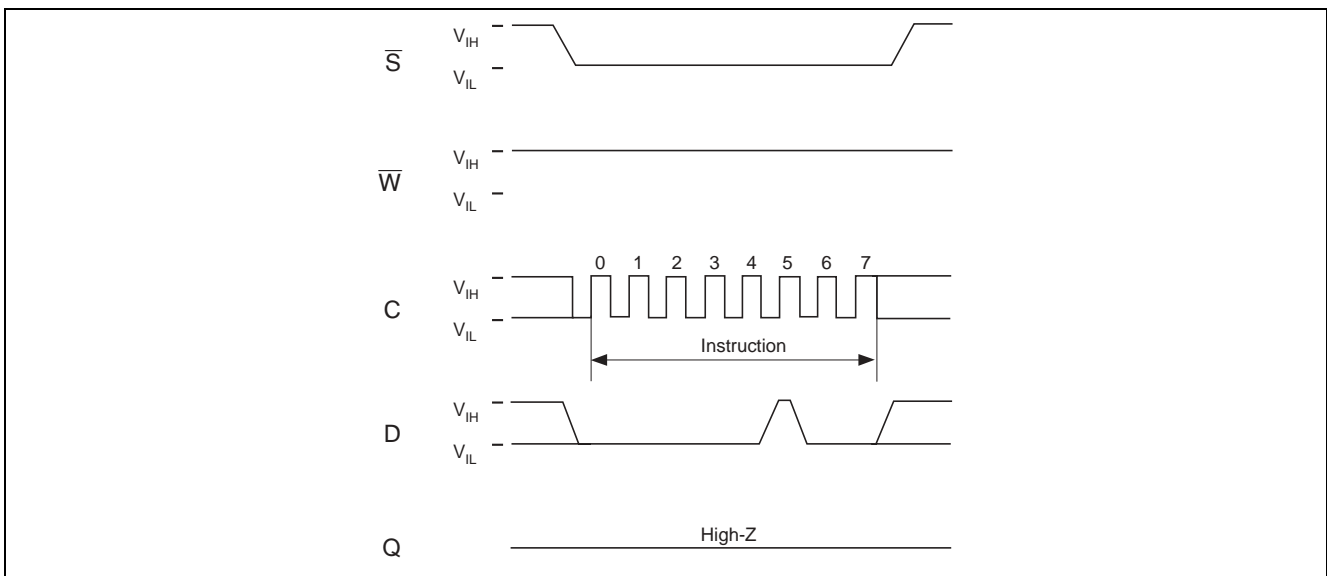 S̅
V_IH
V_IL
W̅
V_IH
V_IL
C
V_IH
V_IL
0 1 2 3 4 5 6 7
Instruction
D
V_IH
V_IL
Q
High-Z